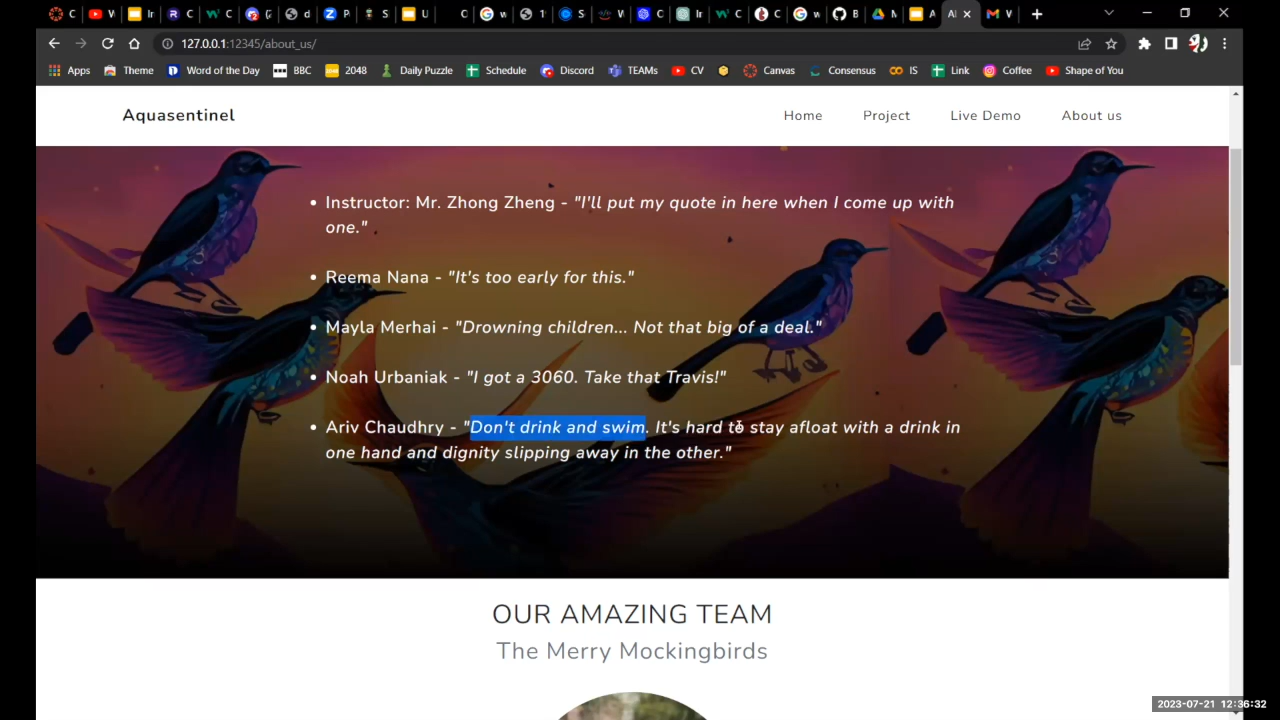 C
V
Ir
C
C
d
P
S
U
C
w
1
S
V
C
Ir
C
C
w
B
M
A
Al
V
127.0.0.1:12345/about_us/
Apps Theme Word of the Day BBC 2048 Daily Puzzle Schedule Discord TEAMs CV Canvas Consensus IS Link Coffee Shape of You
Aquasentinel
Home Project Live Demo About us
• Instructor: Mr. Zhong Zheng - "I'll put my quote in here when I come up with
one."
• Reema Nana - "It's too early for this."
• Mayla Merhai - "Drowning children... Not that big of a deal."
• Noah Urbaniak - "I got a 3060. Take that Travis!"
• Ariv Chaudhry - "Don't drink and swim. It's hard to stay afloat with a drink in
one hand and dignity slipping away in the other."
OUR AMAZING TEAM
The Merry Mockingbirds
2023-07-21 12:36:32